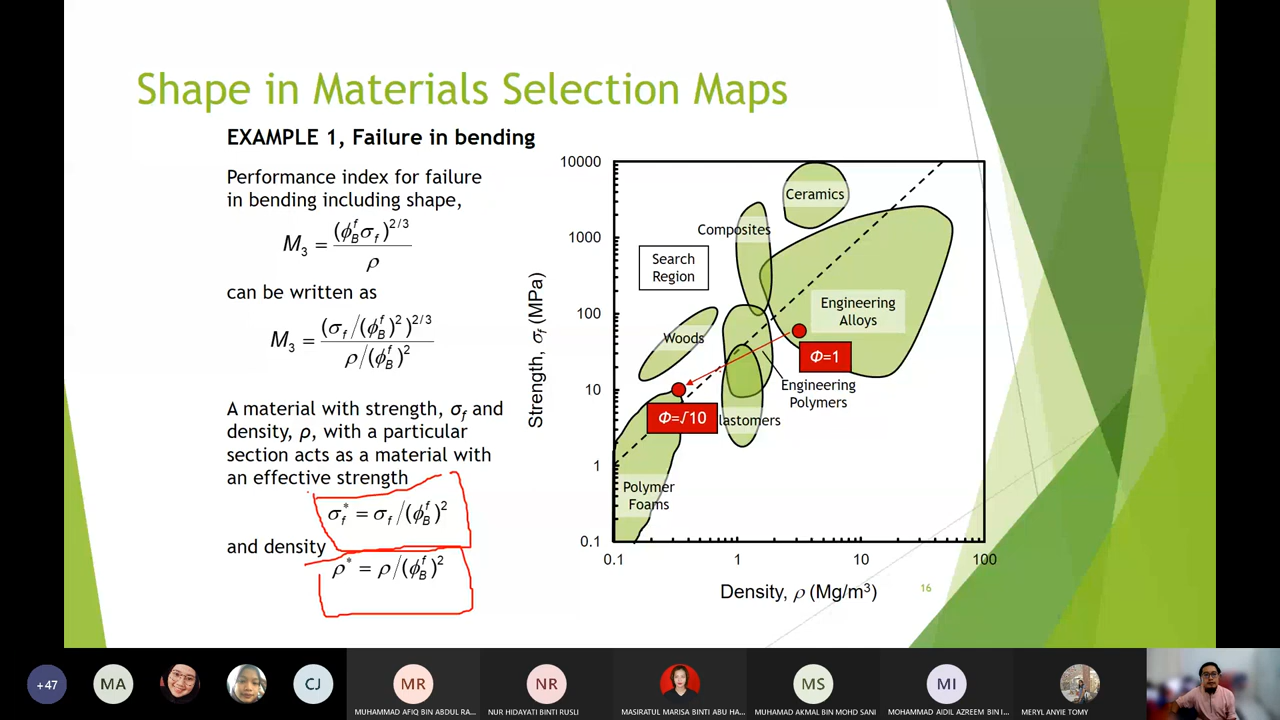 Shape in Materials Selection Maps
EXAMPLE 1, Failure in bending
Performance index for failure
in bending including shape,
M₃ = (ϕ_B^f σ_f)^2/3 / ρ
can be written as
M₃ = (σ_f/(ϕ_B^f)²)^2/3 / ρ/(ϕ_B^f)²
A material with strength, σ_f and
density, ρ, with a particular
section acts as a material with
an effective strength
σ_f^* = σ_f/(ϕ_B^f)²
and density
ρ^* = ρ/(ϕ_B^f)²
Strength, σ_f (MPa)
10000
1000
100
10
1
0.1
Ceramics
Composites
Search
Region
Engineering
Alloys
Woods
Φ=1
Engineering
Polymers
Φ=√10
lastomers
Polymer
Foams
0.1
1
10
100
Density, ρ (Mg/m³)
16
+47
MA
CJ
MR
NR
MS
MI
MUHAMMAD AFIQ BIN ABDUL RA...
NUR HIDAYATI BINTI RUSLI
MASIRATUL MARISA BINTI ABU HA...
MUHAMAD AKMAL BIN MOHD SANI
MOHAMMAD AIDIL AZREEM BIN I...
MERYL ANYIE TOMY